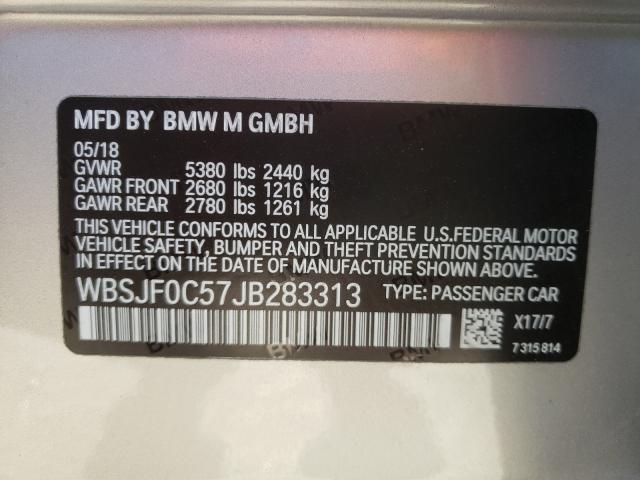 MFD BY BMW M GMBH
05/18
GVWR 5380 lbs 2440 kg
GAWR FRONT 2680 lbs 1216 kg
GAWR REAR 2780 lbs 1261 kg
THIS VEHICLE CONFORMS TO ALL APPLICABLE U.S.FEDERAL MOTOR
VEHICLE SAFETY, BUMPER AND THEFT PREVENTION STANDARDS
IN EFFECT ON THE DATE OF MANUFACTURE SHOWN ABOVE.
WBSJF0C57JB283313 TYPE: PASSENGER CAR
X17/7
7 315 814